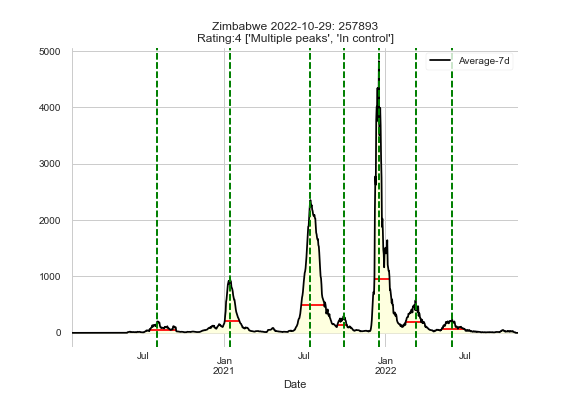 Zimbabwe 2022-10-29: 257893
Rating:4 ['Multiple peaks', 'In control']
Average-7d
5000
4000
3000
2000
1000
0
Jul
Jan
2021
Jul
Jan
2022
Jul
Date